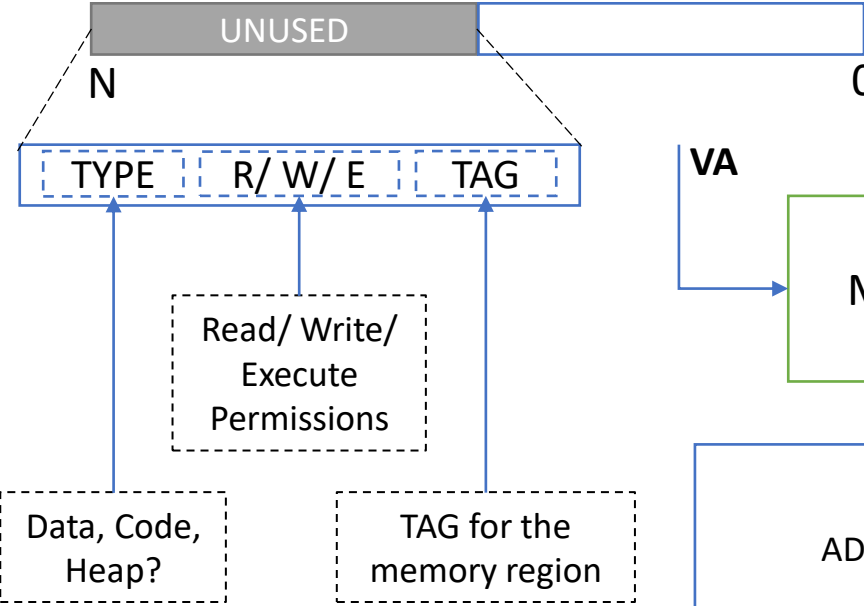 UNUSED
N
TYPE R/ W/ E TAG
VA
Read/ Write/
Execute
Permissions
Data, Code,
Heap?
TAG for the
memory region